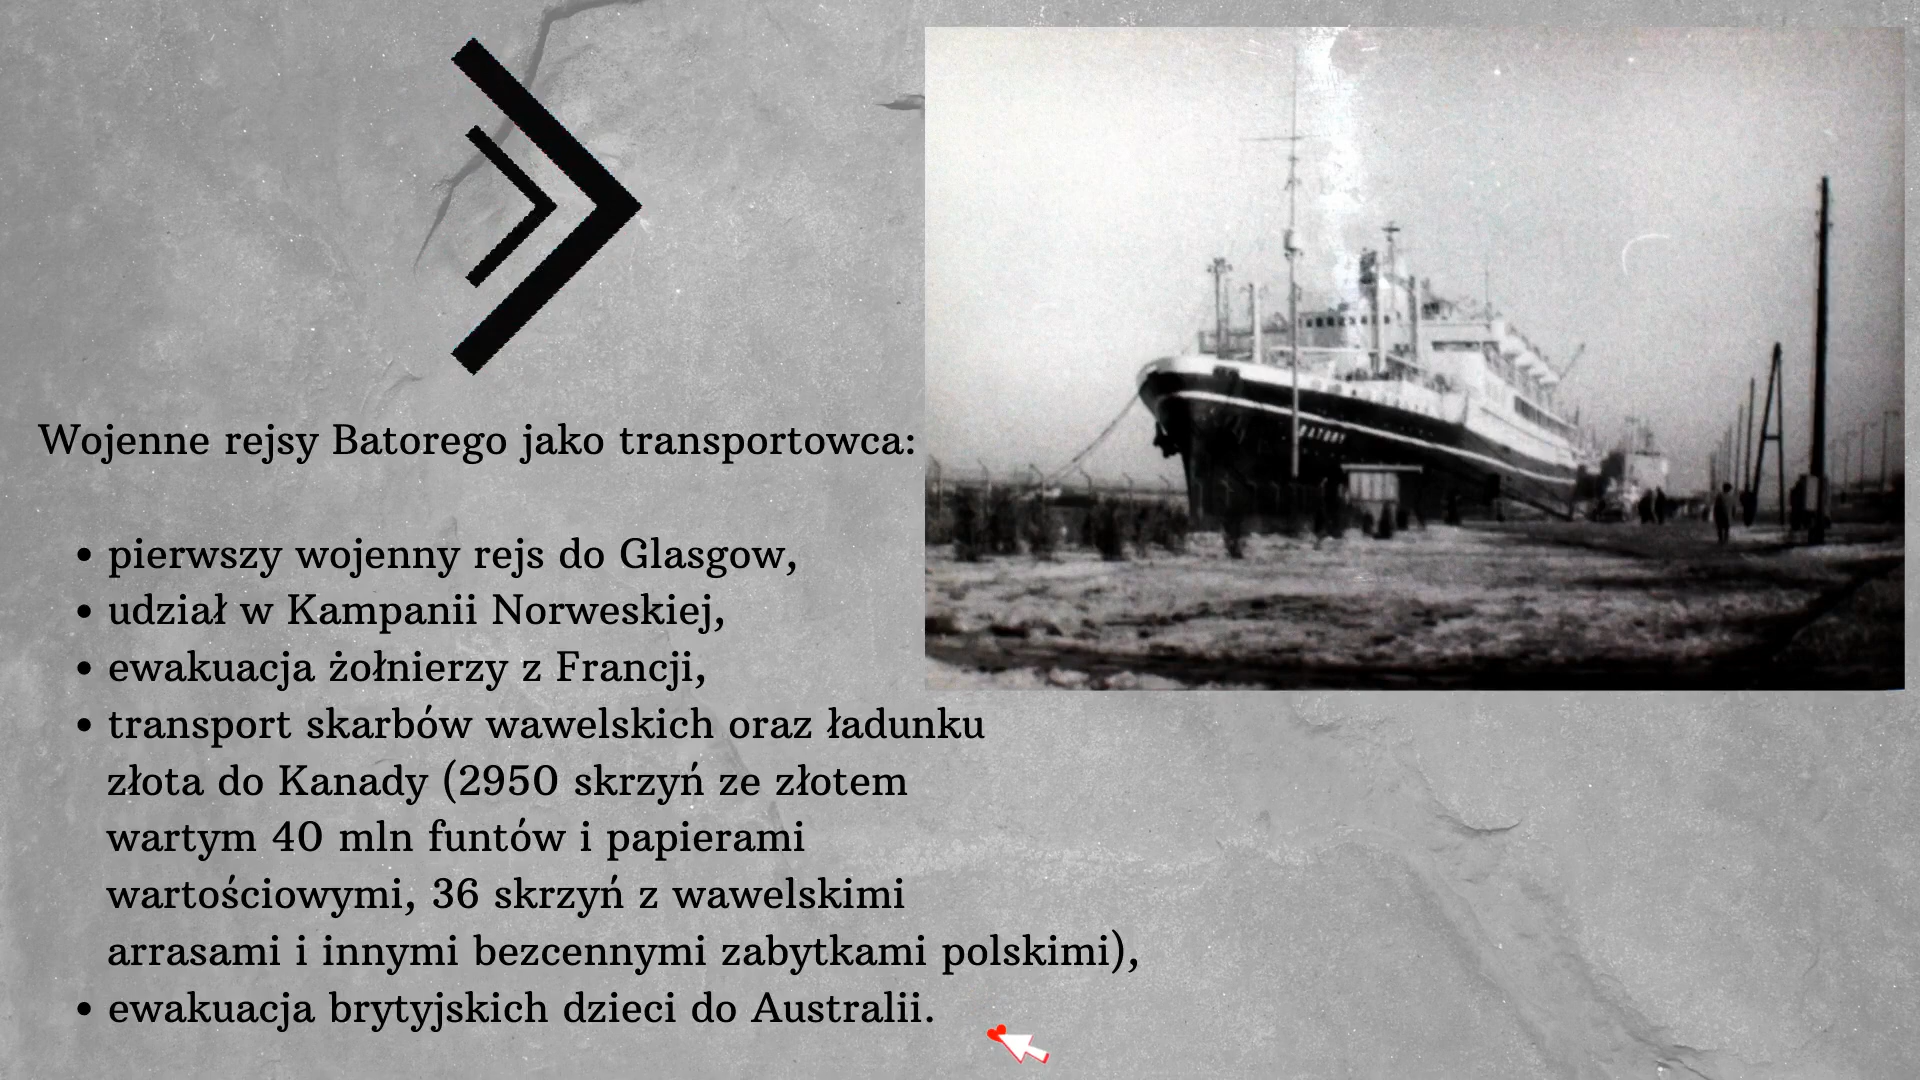 Wojenne rejsy Batorego jako transportowca:
• pierwszy wojenny rejs do Glasgow,
• udział w Kampanii Norweskiej,
• ewakuacja żołnierzy z Francji,
• transport skarbów wawelskich oraz ładunku
złota do Kanady (2950 skrzyń ze złotem
wartym 40 mln funtów i papierami
wartościowymi, 36 skrzyń z wawelskimi
arrasami i innymi bezcennymi zabytkami polskimi),
• ewakuacja brytyjskich dzieci do Australii.
BATORY